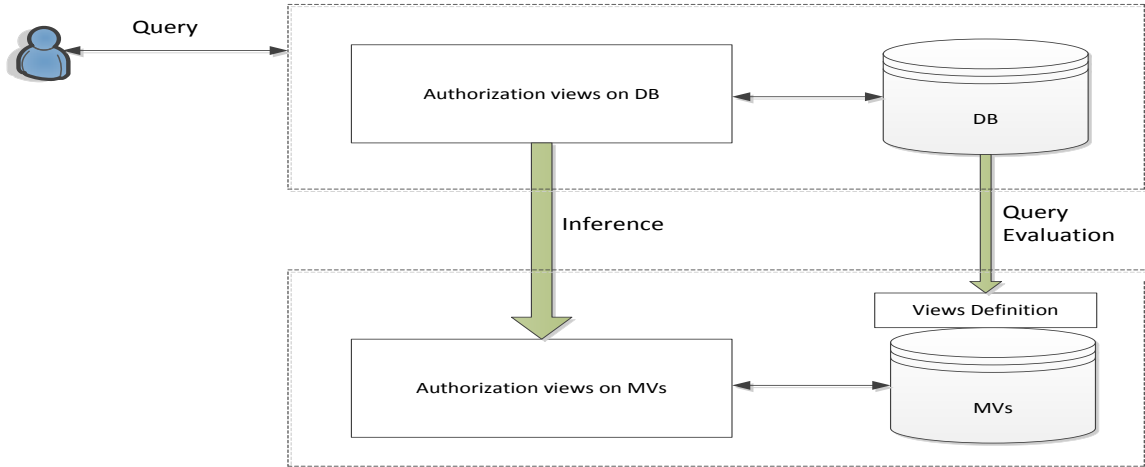 Query
Authorization views on DB
DB
Inference
Query
Evaluation
Views Definition
Authorization views on MVs
MVs